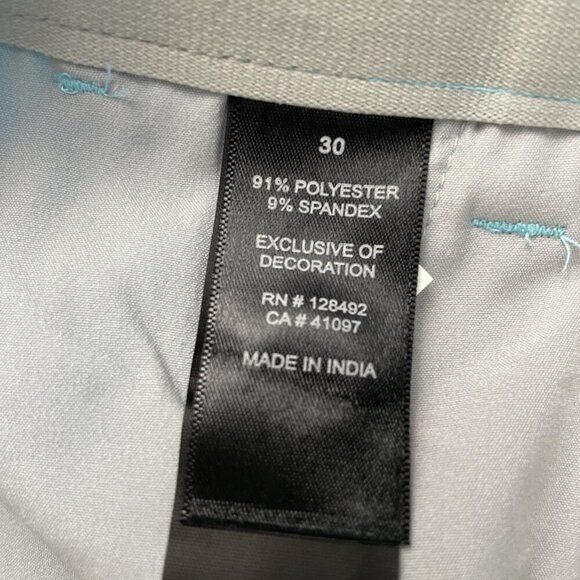 30
91% POLYESTER
9% SPANDEX
EXCLUSIVE OF
DECORATION
RN # 128492
CA # 41097
MADE IN INDIA